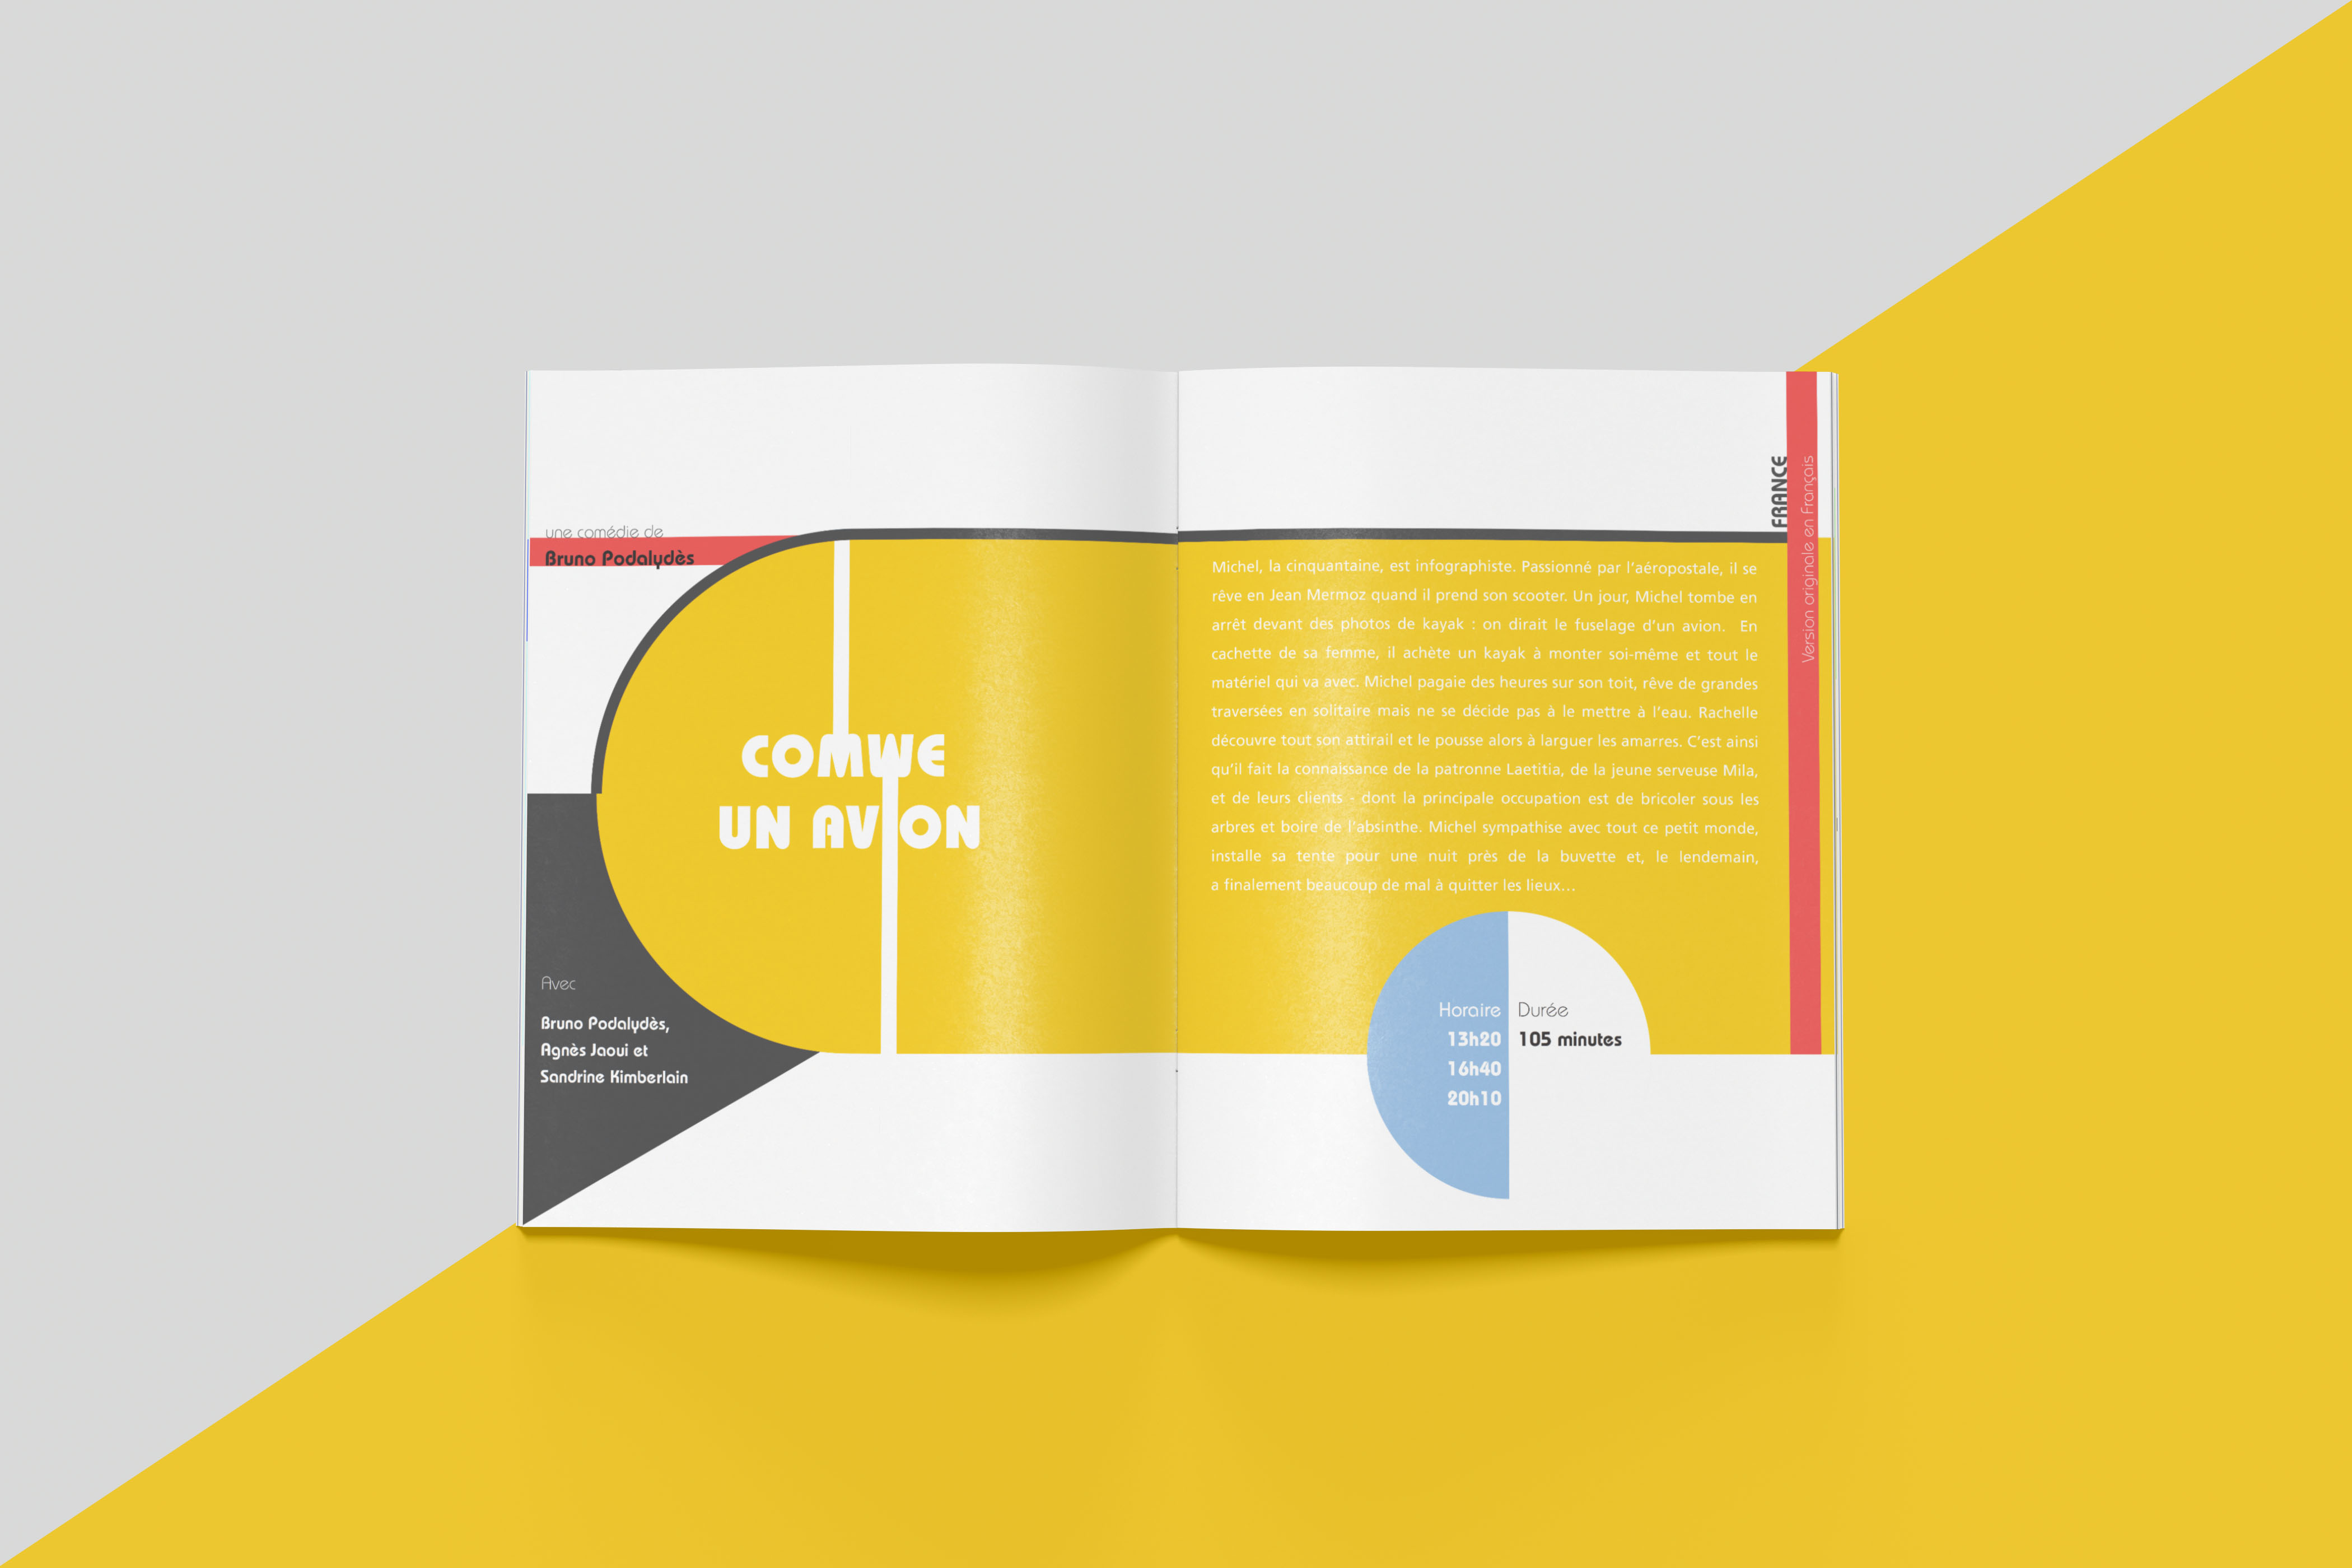 une comédie de
Bruno Podalydès
COMWE
UN AVION
Avec
Bruno Podalydès,
Agnès Jaoui et
Sandrine Kimberlain
FRANCE
Version originale en Français
Michel, la cinquantaine, est infographiste. Passionné par l'aéropostale, il se
rêve en Jean Mermoz quand il prend son scooter. Un jour, Michel tombe en
arrêt devant des photos de kayak : on dirait le fuselage d'un avion. En
cachette de sa femme, il achète un kayak à monter soi-même et tout le
matériel qui va avec. Michel pagaie des heures sur son toit, rêve de grandes
traversées en solitaire mais ne se décide pas à le mettre à l'eau. Rachelle
découvre tout son attirail et le pousse alors à larguer les amarres. C'est ainsi
qu'il fait la connaissance de la patronne Laetitia, de la jeune serveuse Mila,
et de leurs clients - dont la principale occupation est de bricoler sous les
arbres et boire de l'absinthe. Michel sympathise avec tout ce petit monde,
installe sa tente pour une nuit près de la buvette et, le lendemain,
a finalement beaucoup de mal à quitter les lieux...
Horaire
13h20
16h40
20h10
Durée
105 minutes